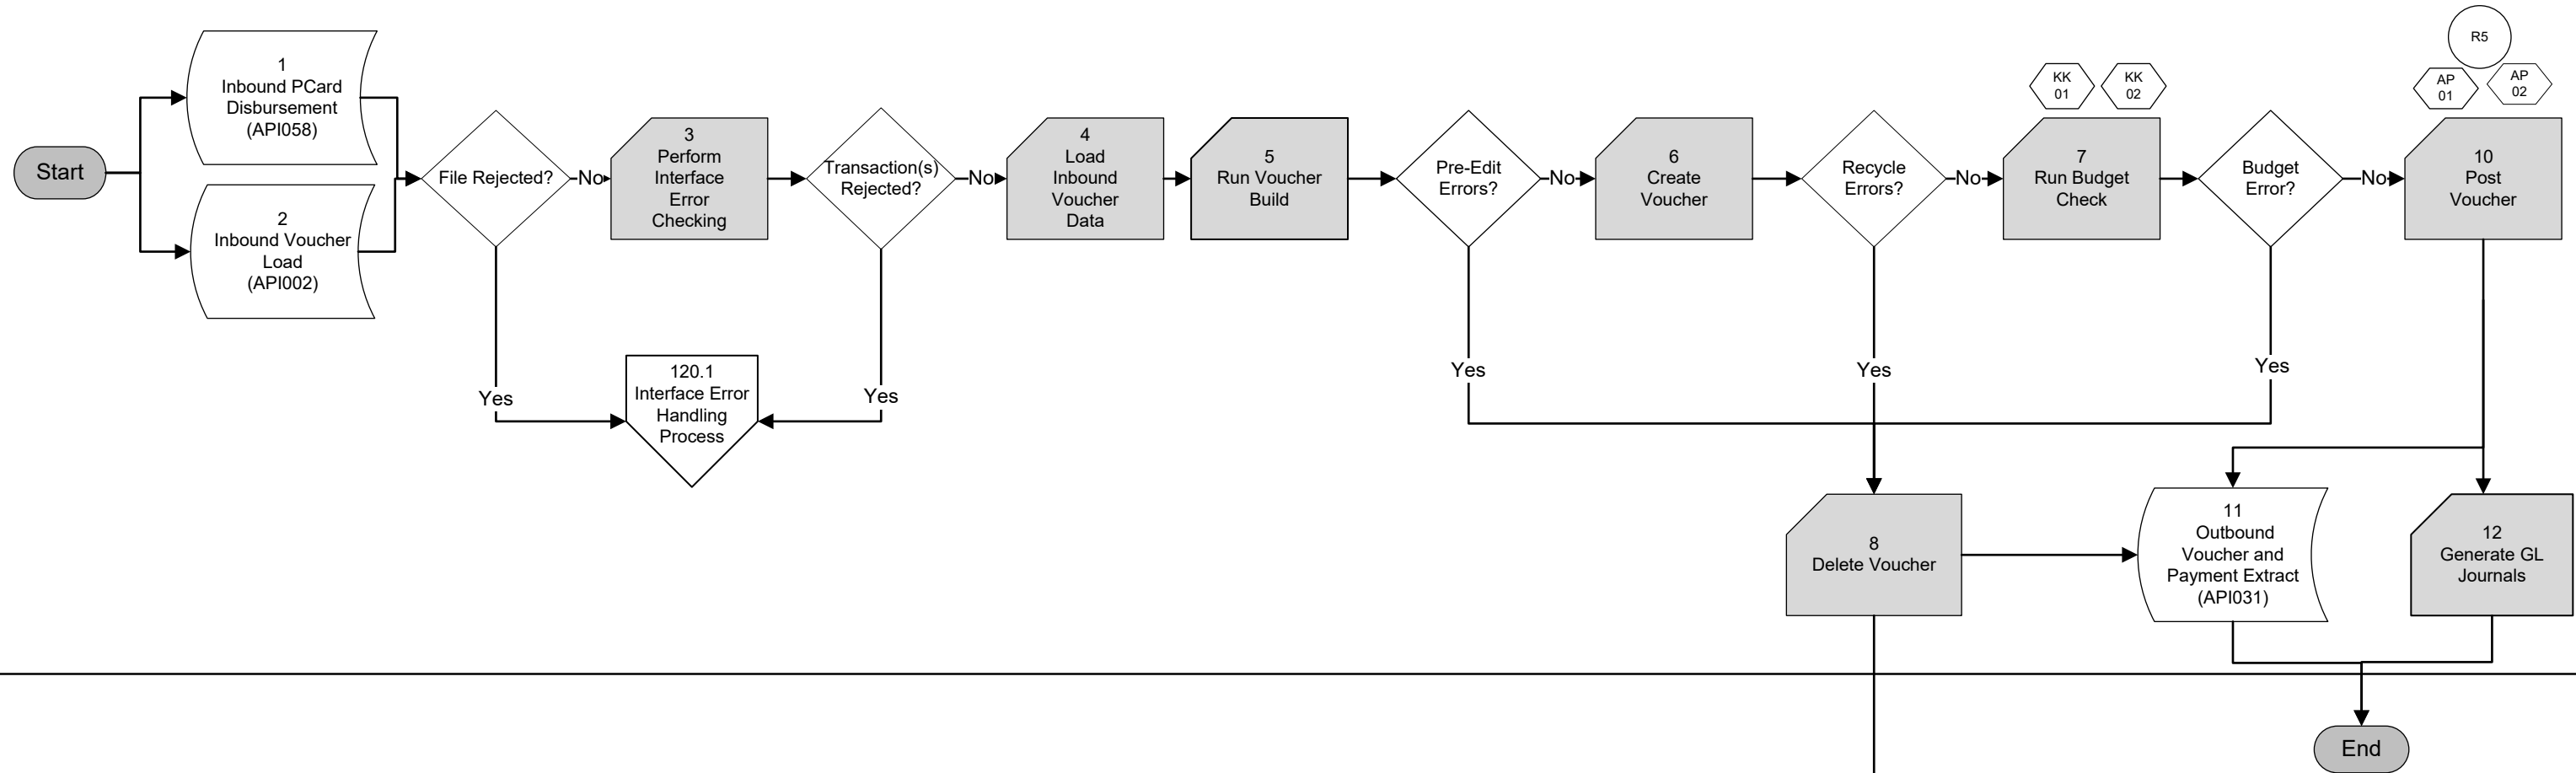 Start
1
Inbound PCard
Disbursement
(API058)
2
Inbound Voucher
Load
(API002)
File Rejected?
No
Yes
3
Perform
Interface
Error
Checking
Transaction(s)
Rejected?
No
Yes
120.1
Interface Error
Handling
Process
4
Load
Inbound
Voucher
Data
5
Run Voucher
Build
Pre-Edit
Errors?
No
Yes
6
Create
Voucher
Recycle
Errors?
No
Yes
KK
01
KK
02
7
Run Budget
Check
Budget
Error?
No
Yes
R5
AP
01
AP
02
10
Post
Voucher
8
Delete Voucher
11
Outbound
Voucher and
Payment Extract
(API031)
12
Generate GL
Journals
End